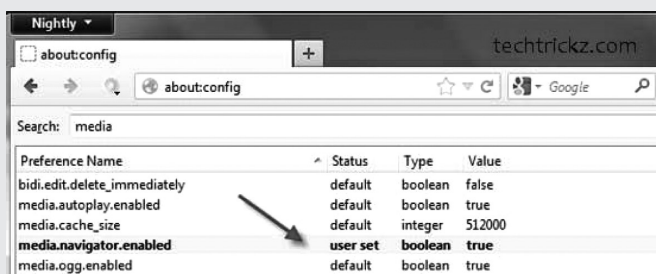 Nightly
about:config
techtrickz.com
about:config Google
Search: media
Preference Name Status Type Value
bidi.edit.delete_immediately default boolean false
media.autoplay.enabled default boolean true
media.cache_size default integer 512000
media.navigator.enabled user set boolean true
media.ogg.enabled default boolean true